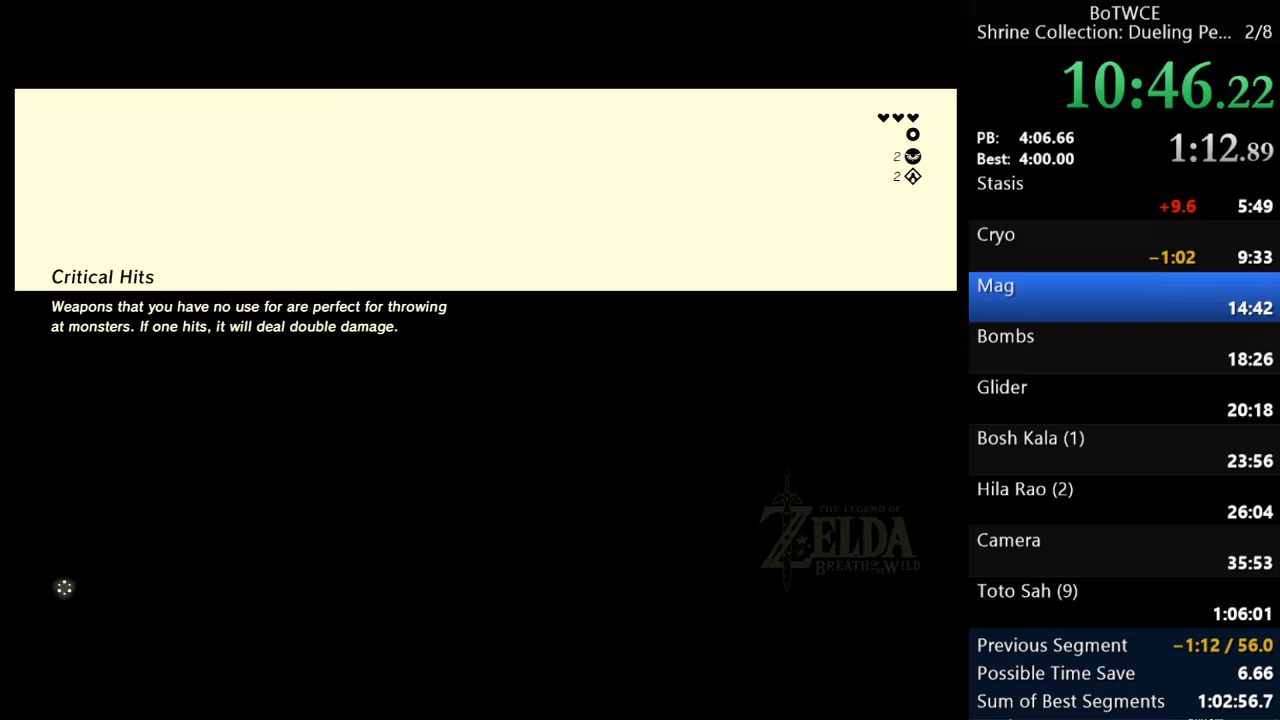 2
2
Critical Hits
Weapons that you have no use for are perfect for throwing
at monsters. If one hits, it will deal double damage.
THE LEGEND OF
ZELDA
BREATH OF THE WILD
BoTWCE
Shrine Collection: Dueling Pe... 2/8
10:46.22
PB: 4:06.66
Best: 4:00.00
1:12.89
Stasis
+9.6 5:49
Cryo
−1:02 9:33
Mag
14:42
Bombs
18:26
Glider
20:18
Bosh Kala (1)
23:56
Hila Rao (2)
26:04
Camera
35:53
Toto Sah (9)
1:06:01
Previous Segment −1:12 / 56.0
Possible Time Save 6.66
Sum of Best Segments 1:02:56.7